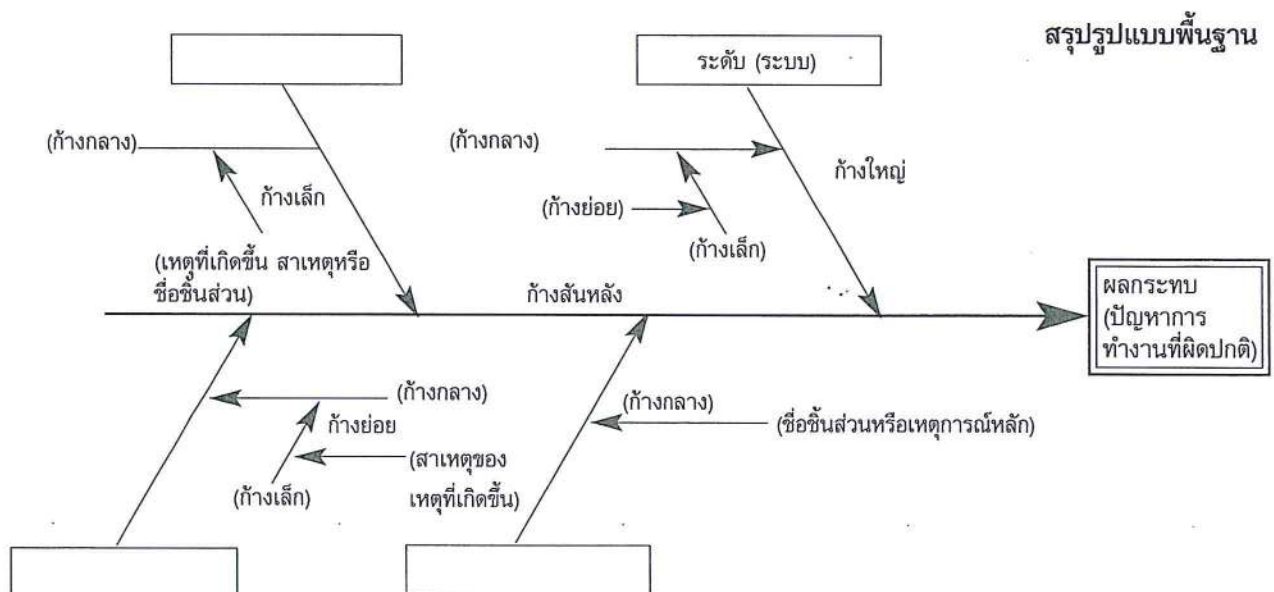 สรุปรูปแบบพื้นฐาน
ระดับ (ระบบ)
(ก้างกลาง)
(ก้างกลาง)
ก้างใหญ่
ก้างเล็ก
(ก้างย่อย)
(ก้างเล็ก)
(เหตุที่เกิดขึ้น สาเหตุหรือ
ชื่อชิ้นส่วน)
ก้างสันหลัง
ผลกระทบ
(ปัญหาการ
ทำงานที่ผิดปกติ)
(ก้างกลาง)
ก้างย่อย
(สาเหตุของ
เหตุที่เกิดขึ้น)
(ก้างเล็ก)
(ก้างกลาง)
(ชื่อชิ้นส่วนหรือเหตุการณ์หลัก)